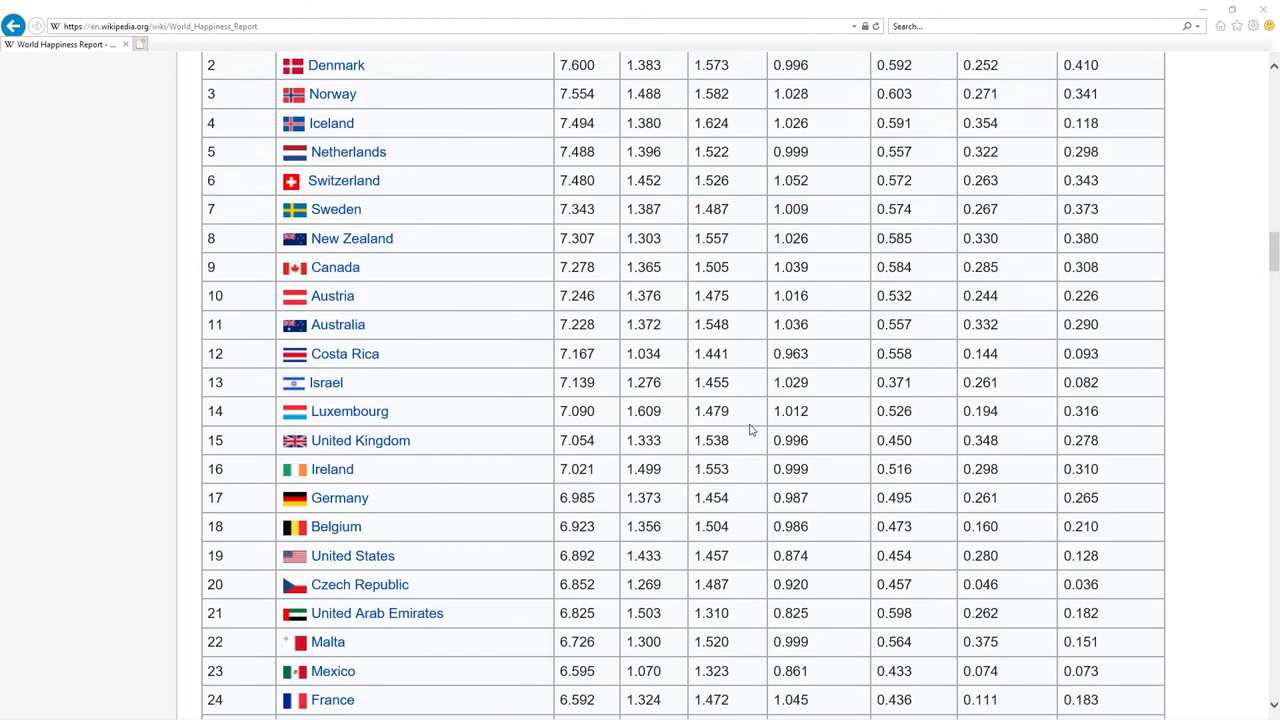 https://en.wikipedia.org/wiki/World_Happiness_Report
Search...
World Happiness Report - ...
2 Denmark 7.600 1.383 1.573 0.996 0.592 0.252 0.410
3 Norway 7.554 1.488 1.582 1.028 0.603 0.271 0.341
4 Iceland 7.494 1.380 1.624 1.026 0.591 0.354 0.118
5 Netherlands 7.488 1.396 1.522 0.999 0.557 0.322 0.298
6 Switzerland 7.480 1.452 1.526 1.052 0.572 0.263 0.343
7 Sweden 7.343 1.387 1.487 1.009 0.574 0.267 0.373
8 New Zealand 7.307 1.303 1.557 1.026 0.585 0.330 0.380
9 Canada 7.278 1.365 1.505 1.039 0.584 0.285 0.308
10 Austria 7.246 1.376 1.475 1.016 0.532 0.244 0.226
11 Australia 7.228 1.372 1.548 1.036 0.557 0.332 0.290
12 Costa Rica 7.167 1.034 1.441 0.963 0.558 0.144 0.093
13 Israel 7.139 1.276 1.455 1.029 0.371 0.261 0.082
14 Luxembourg 7.090 1.609 1.479 1.012 0.526 0.194 0.316
15 United Kingdom 7.054 1.333 1.538 0.996 0.450 0.348 0.278
16 Ireland 7.021 1.499 1.553 0.999 0.516 0.298 0.310
17 Germany 6.985 1.373 1.454 0.987 0.495 0.261 0.265
18 Belgium 6.923 1.356 1.504 0.986 0.473 0.160 0.210
19 United States 6.892 1.433 1.457 0.874 0.454 0.280 0.128
20 Czech Republic 6.852 1.269 1.487 0.920 0.457 0.046 0.036
21 United Arab Emirates 6.825 1.503 1.310 0.825 0.598 0.262 0.182
22 Malta 6.726 1.300 1.520 0.999 0.564 0.375 0.151
23 Mexico 6.595 1.070 1.323 0.861 0.433 0.074 0.073
24 France 6.592 1.324 1.472 1.045 0.436 0.111 0.183